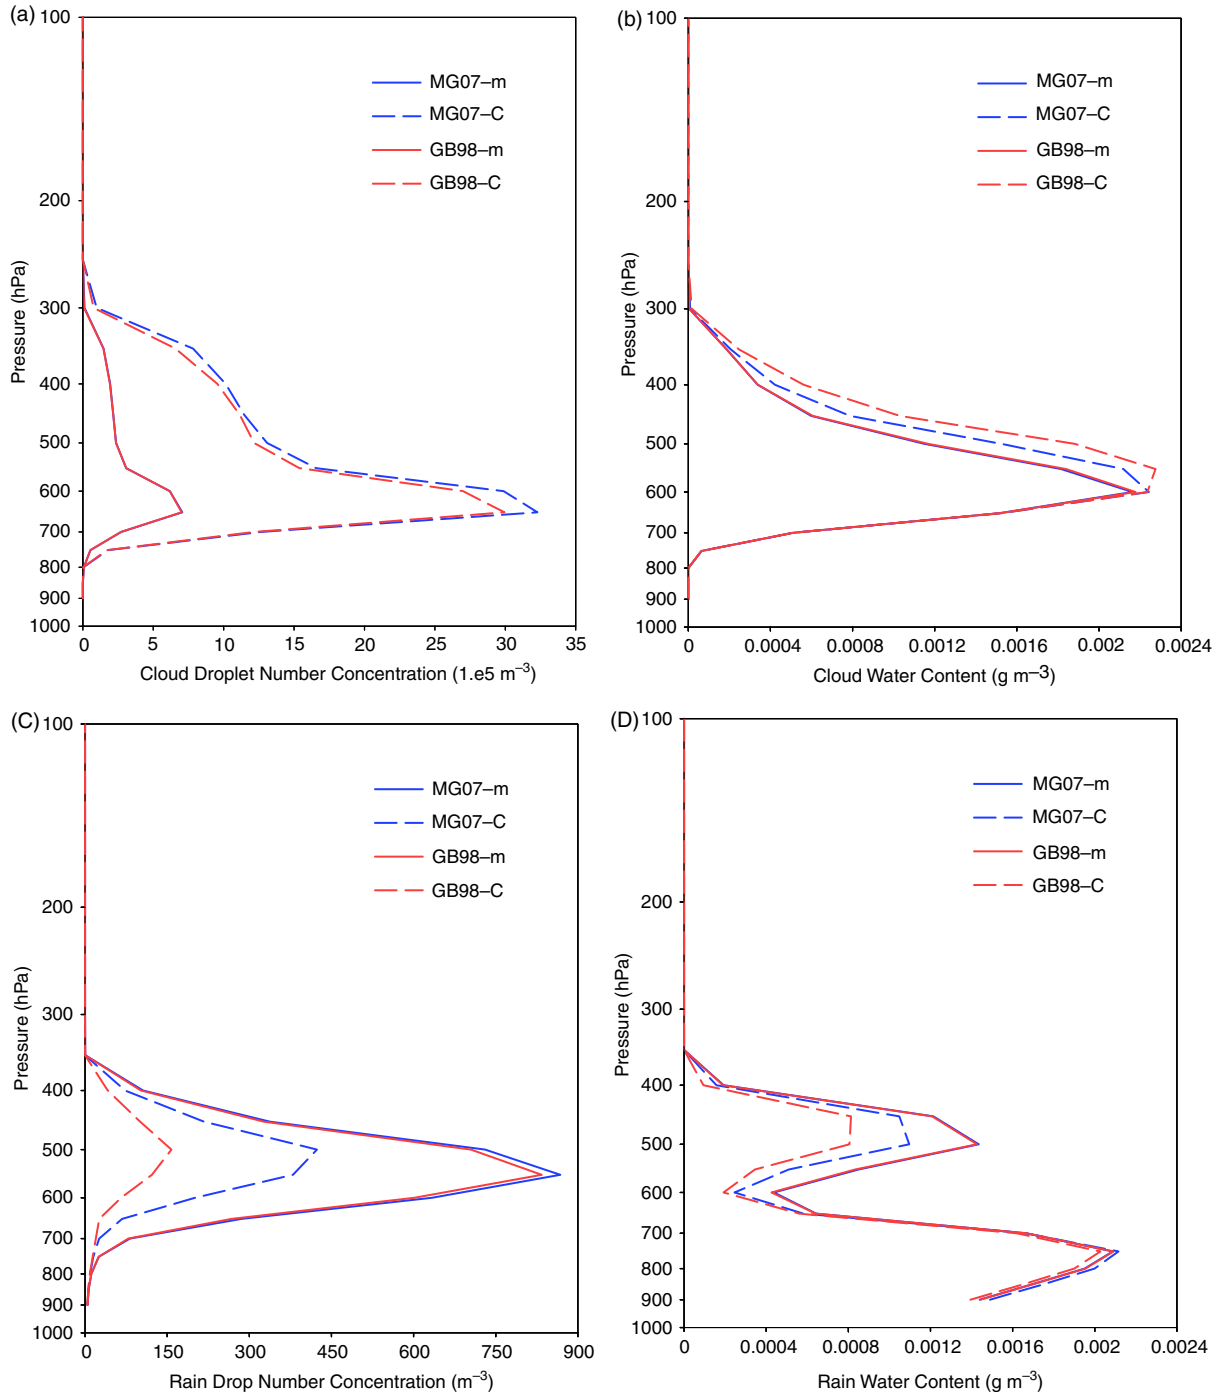 (a)
100
200
300
400
500
600
700
800
900
1000
Pressure (hPa)
MG07–m
MG07–C
GB98–m
GB98–C
0 5 10 15 20 25 30 35
Cloud Droplet Number Concentration (1.e5 m–3)
(b)
100
200
300
400
500
600
700
800
900
1000
Pressure (hPa)
MG07–m
MG07–C
GB98–m
GB98–C
0 0.0004 0.0008 0.0012 0.0016 0.002 0.0024
Cloud Water Content (g m–3)
(C)
100
200
300
400
500
600
700
800
900
1000
Pressure (hPa)
MG07–m
MG07–C
GB98–m
GB98–C
0 150 300 450 600 750 900
Rain Drop Number Concentration (m–3)
(D)
100
200
300
400
500
600
700
800
900
1000
Pressure (hPa)
MG07–m
MG07–C
GB98–m
GB98–C
0 0.0004 0.0008 0.0012 0.0016 0.002 0.0024
Rain Water Content (g m–3)